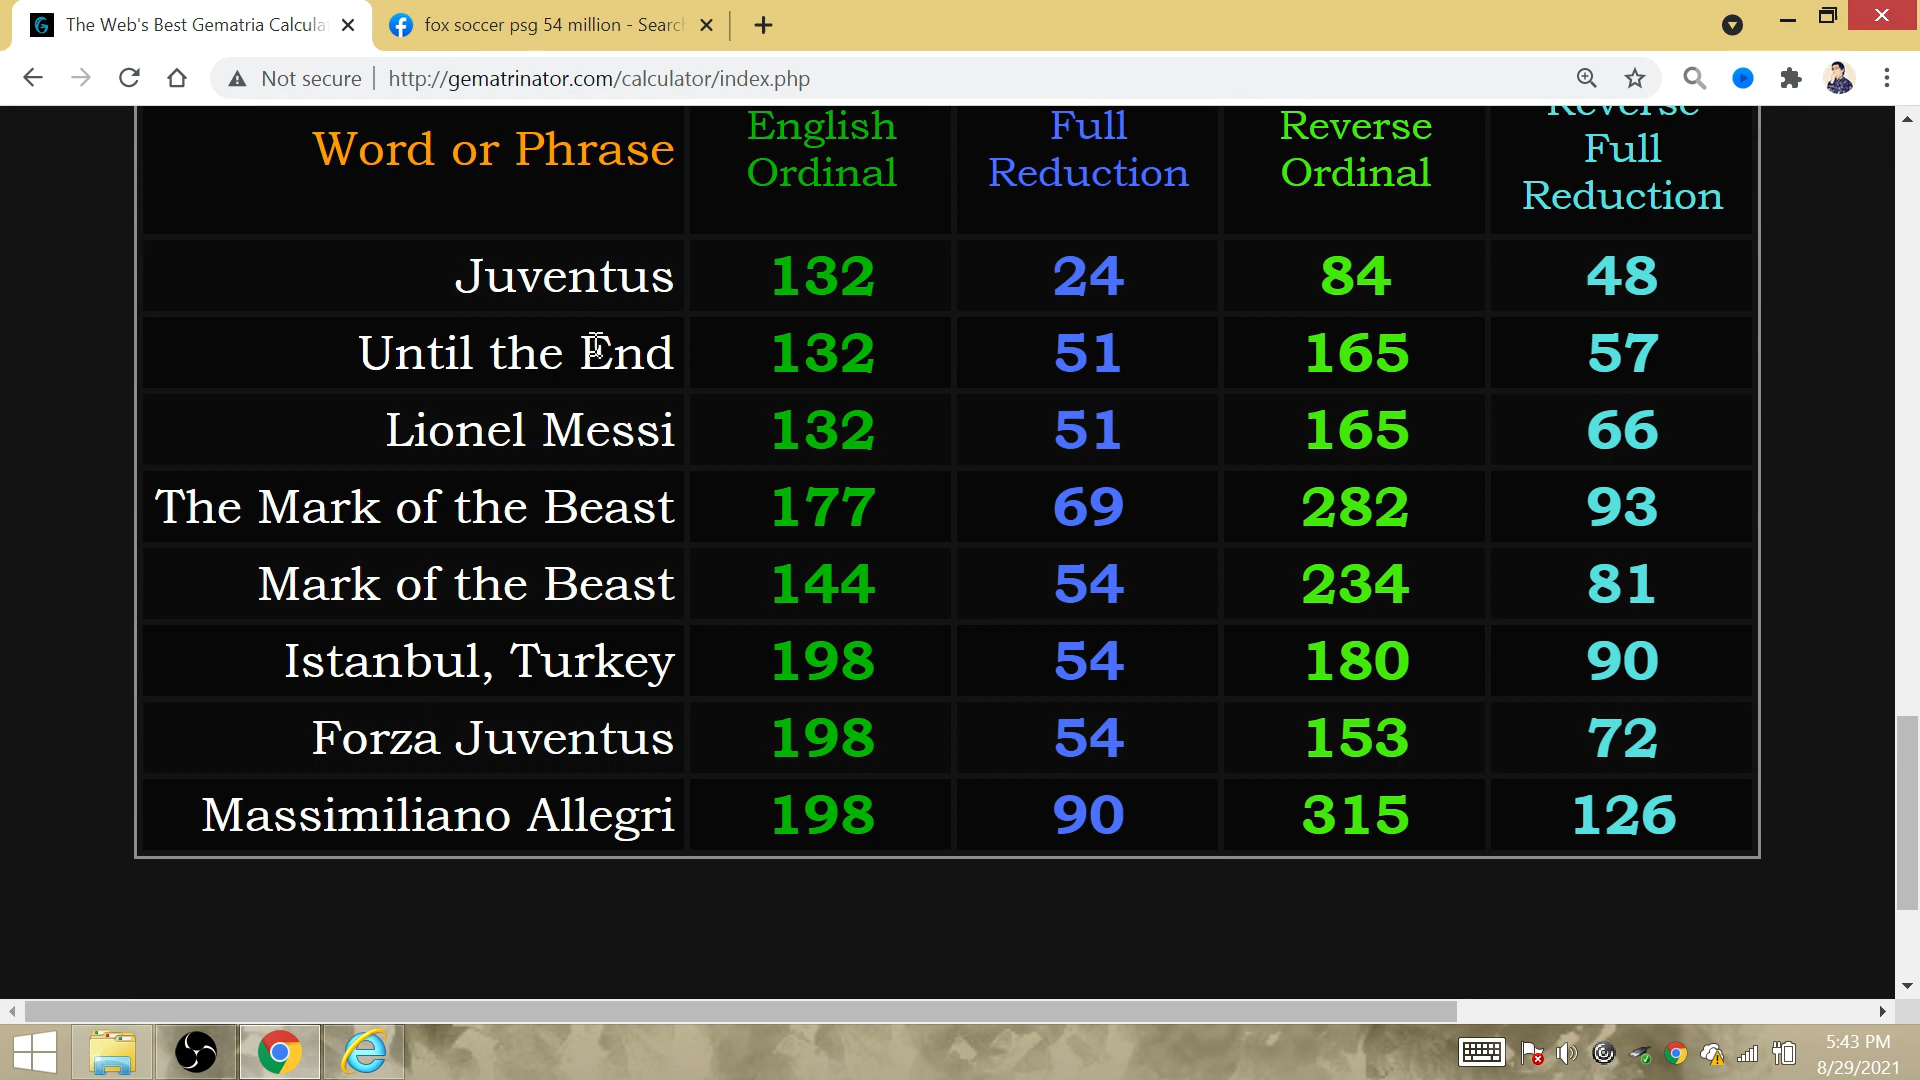 The Web's Best Gematria Calcula
fox soccer psg 54 million - Searc
Not secure
http://gematrinator.com/calculator/index.php
Word or Phrase English Ordinal Full Reduction Reverse Ordinal Reverse Full Reduction
Juventus 132 24 84 48
Until the End 132 51 165 57
Lionel Messi 132 51 165 66
The Mark of the Beast 177 69 282 93
Mark of the Beast 144 54 234 81
Istanbul, Turkey 198 54 180 90
Forza Juventus 198 54 153 72
Massimiliano Allegri 198 90 315 126
5:43 PM
8/29/2021